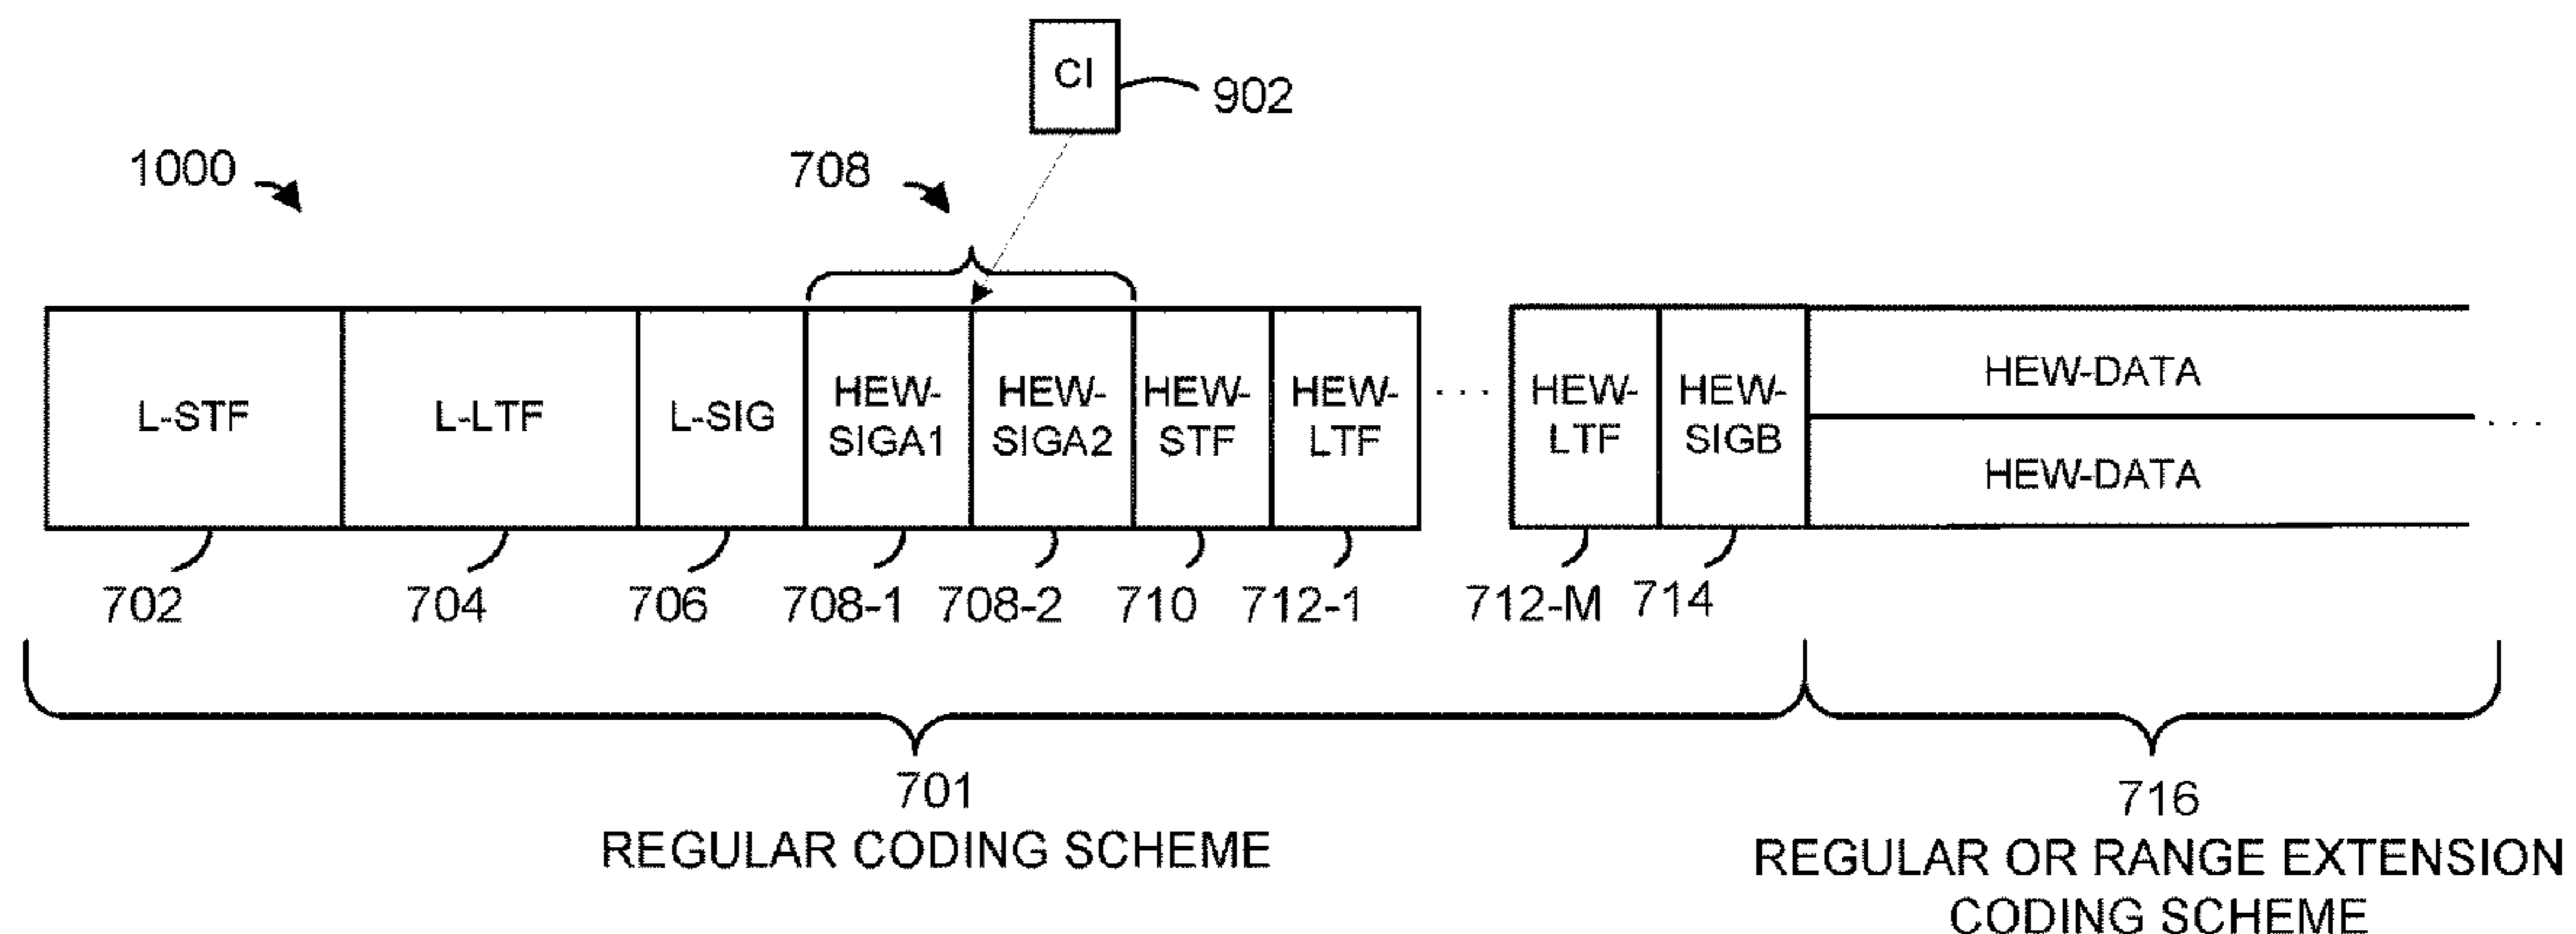 CI
902
1000
708
L-STF
L-LTF
L-SIG
HEW-
SIGA1
HEW-
SIGA2
HEW-
STF
HEW-
LTF
. . .
HEW-
LTF
HEW-
SIGB
HEW-DATA
HEW-DATA
. . .
702
704
706
708-1
708-2
710
712-1
712-M
714
701
REGULAR CODING SCHEME
716
REGULAR OR RANGE EXTENSION
CODING SCHEME